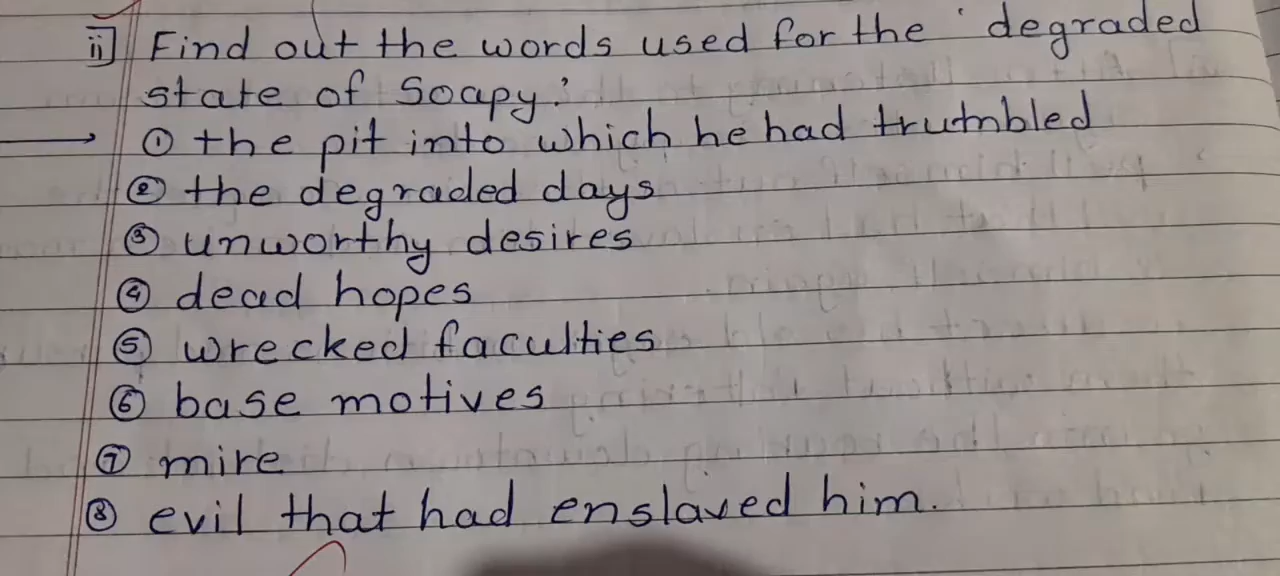 ii] Find out the words used for the 'degraded
state of Soapy.'
→ ① the pit into which he had trumbled
② the degraded days
③ unworthy desires
④ dead hopes
⑤ wrecked faculties
⑥ base motives
⑦ mire
⑧ evil that had enslaved him.